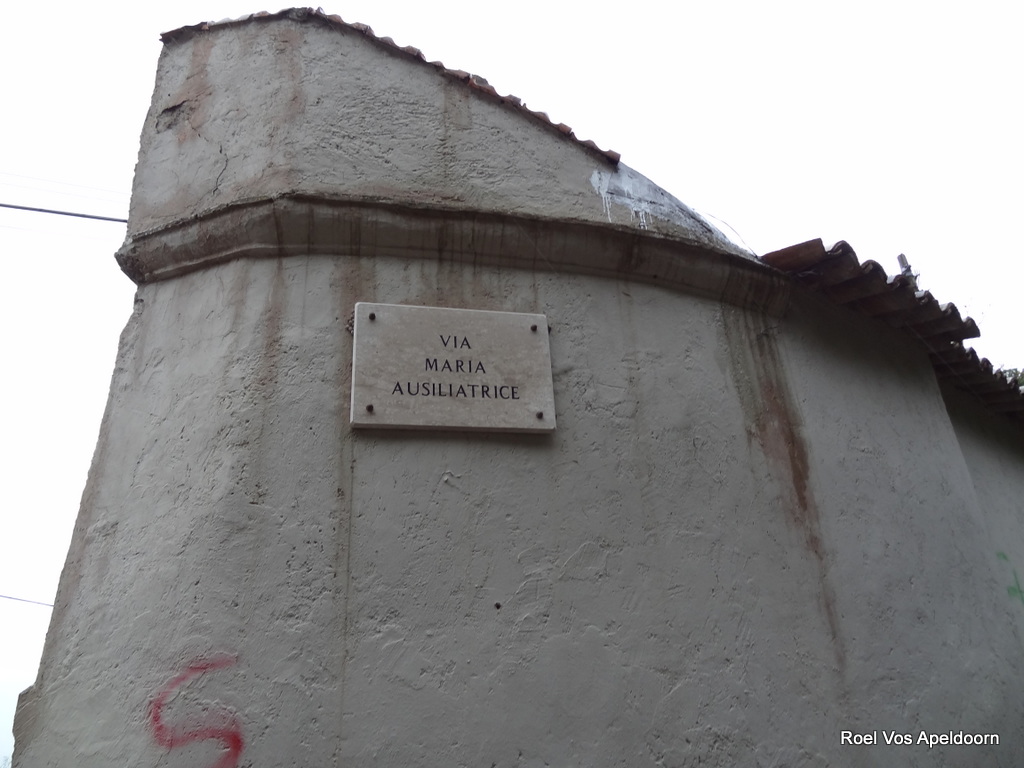 VIA
MARIA
AUSILIATRICE
S
Roel Vos Apeldoorn